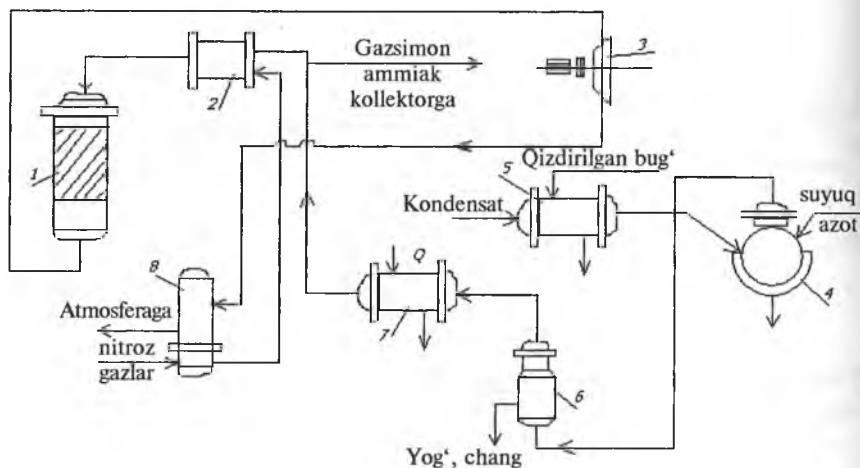 Gazsimon
ammiak
kollektorga
3
2
1
Qizdirilgan bug‘
5
Kondensat
suyuq
azot
4
Q
7
8
Atmosferaga
nitroz
gazlar
6
Yog‘, chang